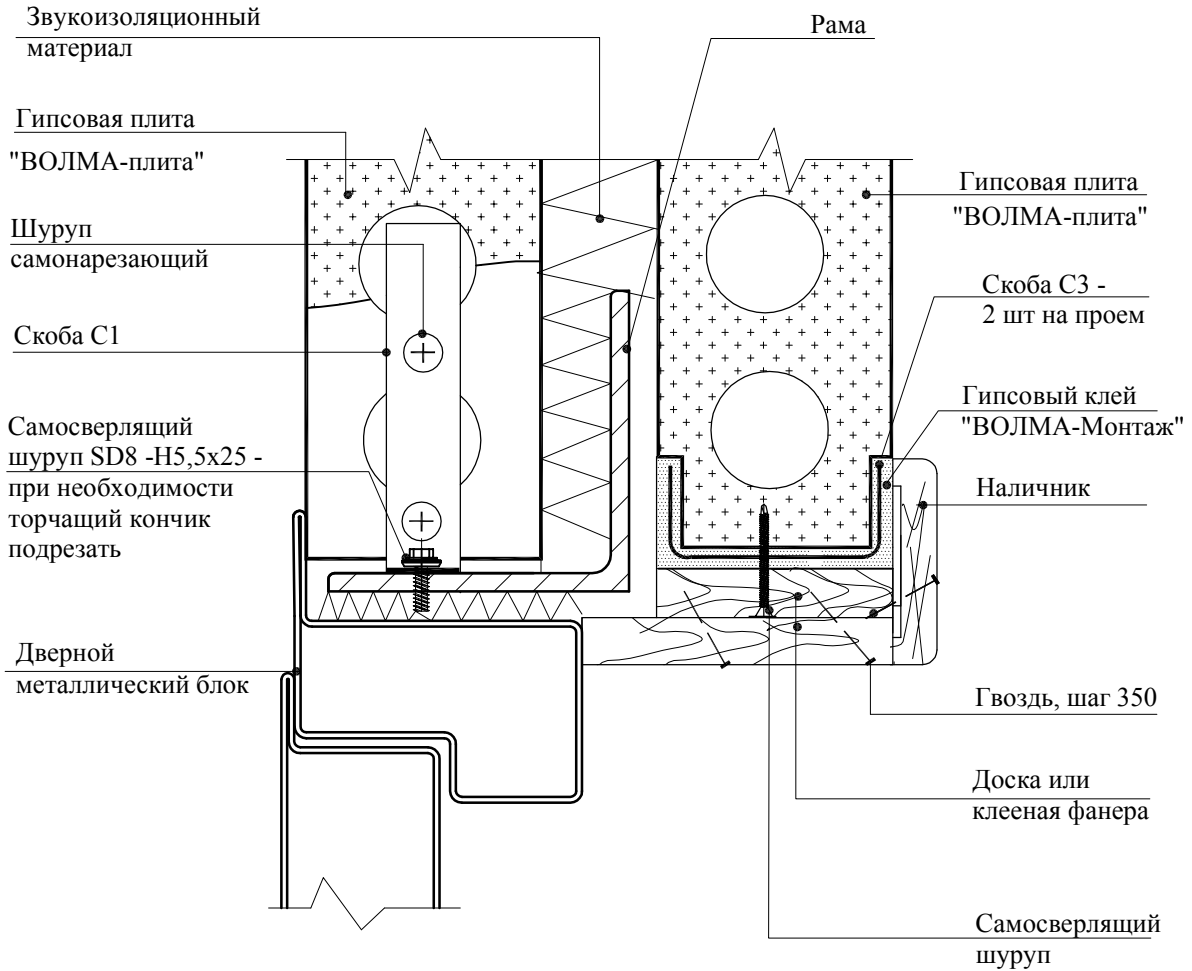 Звукоизоляционный
материал
Рама
Гипсовая плита
"ВОЛМА-плита"
Гипсовая плита
"ВОЛМА-плита"
Шуруп
самонарезающий
Скоба С3 -
2 шт на проем
Скоба С1
Гипсовый клей
"ВОЛМА-Монтаж"
Самосверлящий
шуруп SD8 -H5,5x25 -
при необходимости
торчащий кончик
подрезать
Наличник
Дверной
металлический блок
Гвоздь, шаг 350
Доска или
клееная фанера
Самосверлящий
шуруп